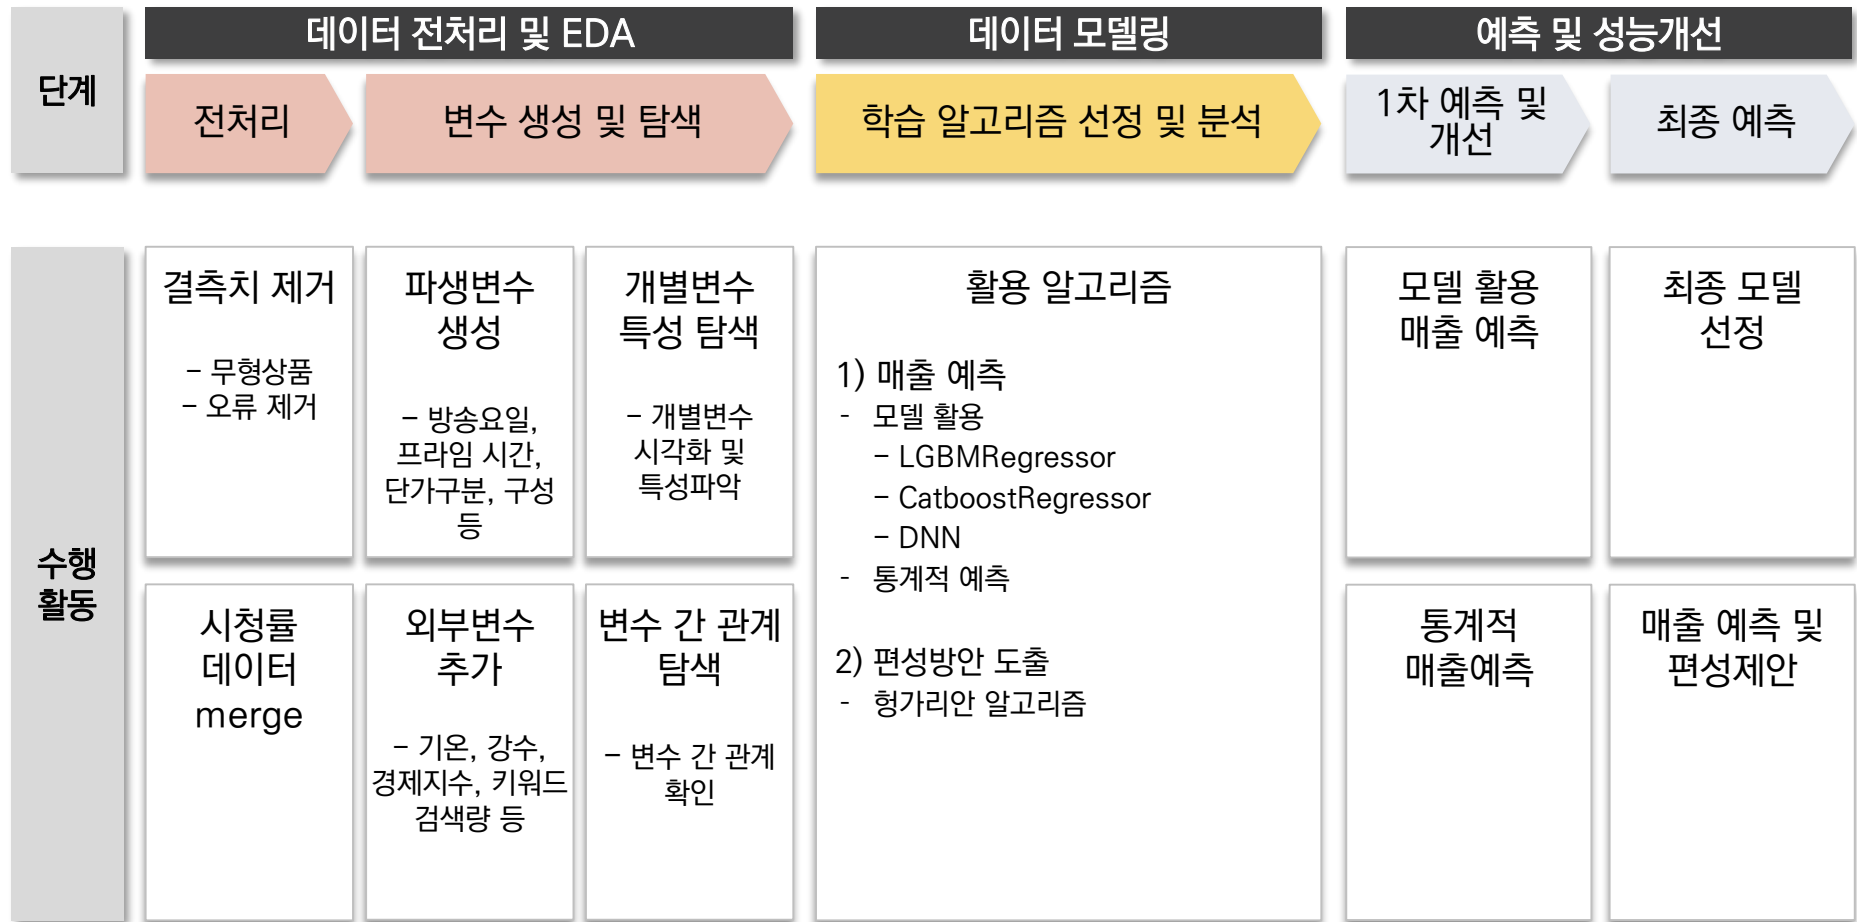 단계
데이터 전처리 및 EDA
데이터 모델링
예측 및 성능개선
전처리
변수 생성 및 탐색
학습 알고리즘 선정 및 분석
1차 예측 및
개선
최종 예측
수행
활동
결측치 제거
– 무형상품
– 오류 제거
파생변수
생성
– 방송요일,
프라임 시간,
단가구분, 구성
등
개별변수
특성 탐색
– 개별변수
시각화 및
특성파악
시청률
데이터
merge
외부변수
추가
– 기온, 강수,
경제지수, 키워드
검색량 등
변수 간 관계
탐색
– 변수 간 관계
확인
활용 알고리즘
1) 매출 예측
- 모델 활용
– LGBMRegressor
– CatboostRegressor
– DNN
- 통계적 예측
2) 편성방안 도출
- 헝가리안 알고리즘
모델 활용
매출 예측
최종 모델
선정
통계적
매출예측
매출 예측 및
편성제안